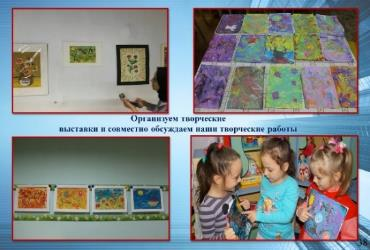 Организуем творческие
выставки и совместно обсуждаем наши творческие работы